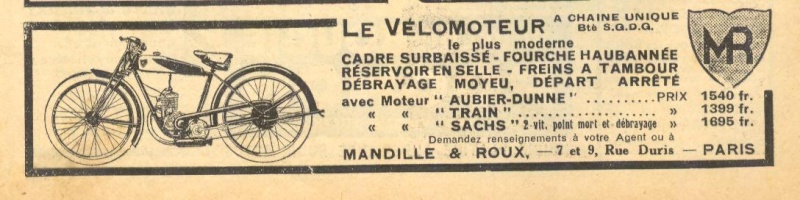 LE VÉLOMOTEUR A CHAINE UNIQUE
Bté S.G.D.G.
MR
le plus moderne
CADRE SURBAISSÉ - FOURCHE HAUBANNÉE
RÉSERVOIR EN SELLE - FREINS A TAMBOUR
DÉBRAYAGE MOYEU, DÉPART ARRÊTÉ
avec Moteur "AUBIER-DUNNE" .......... PRIX 1540 fr.
« « "TRAIN" .................... » 1399 fr.
« « "SACHS" 2 vit. point mort et débrayage » 1695 fr.
Demandez renseignements à votre Agent ou à
MANDILLE & ROUX, — 7 et 9, Rue Duris — PARIS